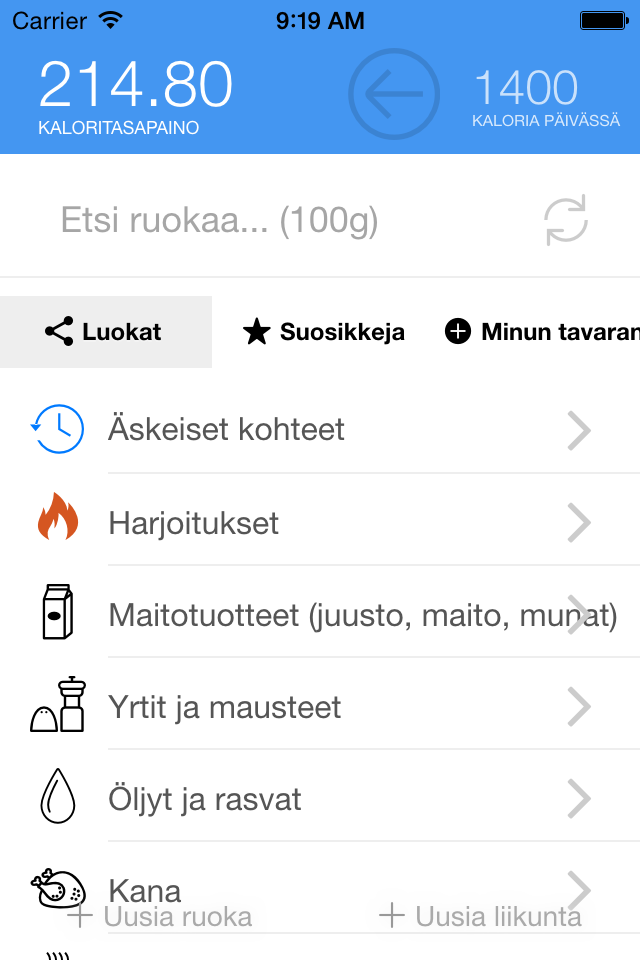 Carrier 9:19 AM
214.80 1400
KALORITASAPAINO KALORIA PÄIVÄSSÄ
Etsi ruokaa... (100g)
Luokat Suosikkeja Minun tavaran
Äskeiset kohteet
Harjoitukset
Maitotuotteet (juusto, maito, munat)
Yrtit ja mausteet
Öljyt ja rasvat
Kana
Uusia ruoka Uusia liikunta